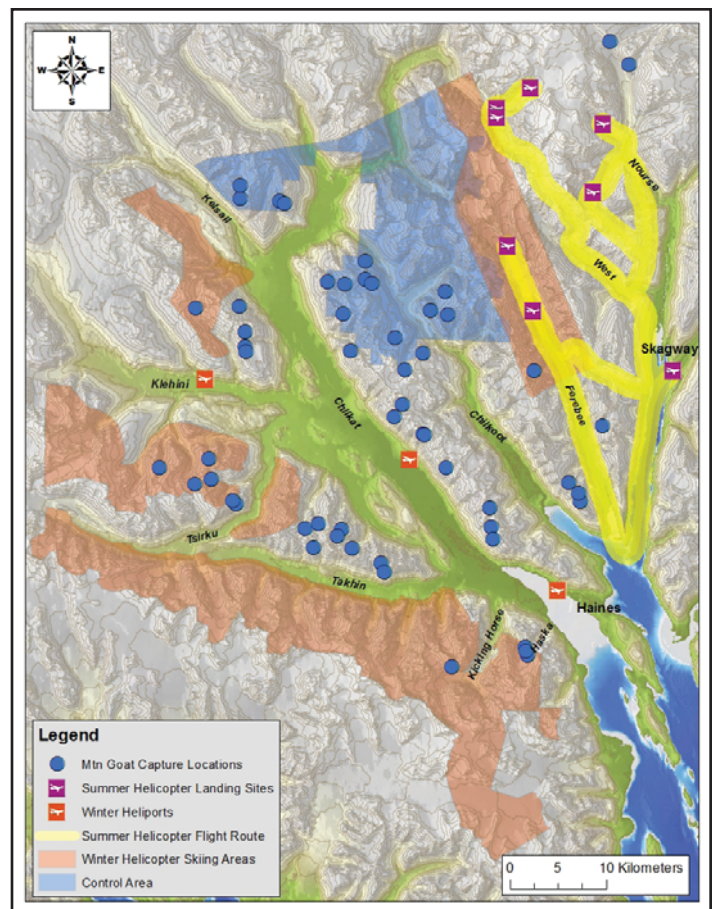 N
W E
S
Nourse
Kelsall
West
Skagway
Klehini
Ferebee
Chilkat
Chilkoot
Tsirku
Takhin
Haines
Kicking Horse
Haska
Legend
Mtn Goat Capture Locations
Summer Helicopter Landing Sites
Winter Heliports
Summer Helicopter Flight Route
Winter Helicopter Skiing Areas
Control Area
0 5 10 Kilometers